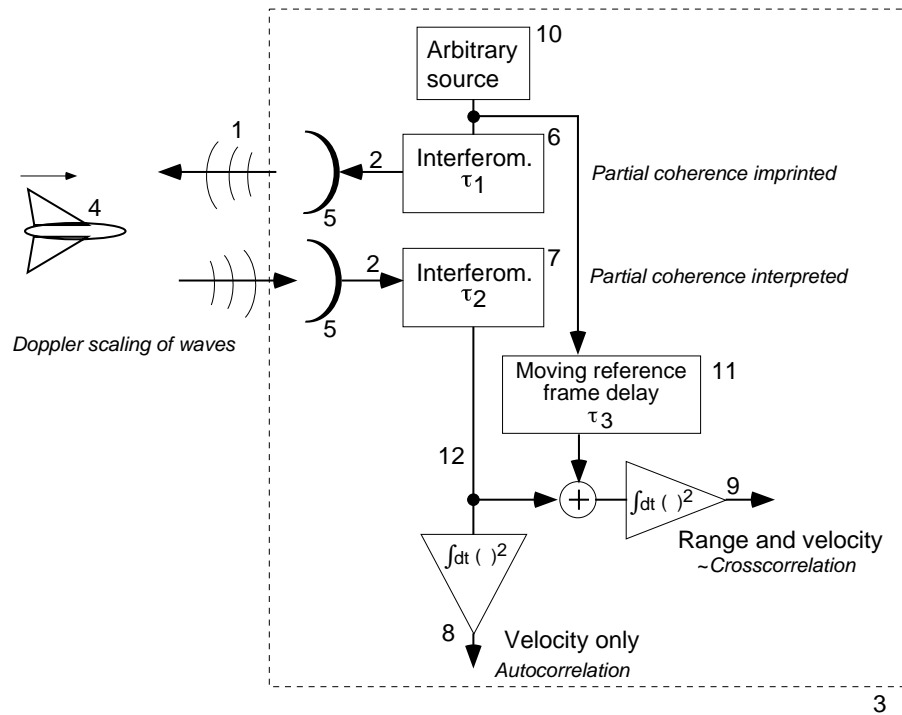 10
Arbitrary
source
1
6
2
Interferom.
τ1
Partial coherence imprinted
4
5
7
2
Interferom.
τ2
Partial coherence interpreted
5
Doppler scaling of waves
11
Moving reference
frame delay
τ3
12
+
∫dt ( )2
9
Range and velocity
~Crosscorrelation
∫dt ( )2
8
Velocity only
Autocorrelation
3